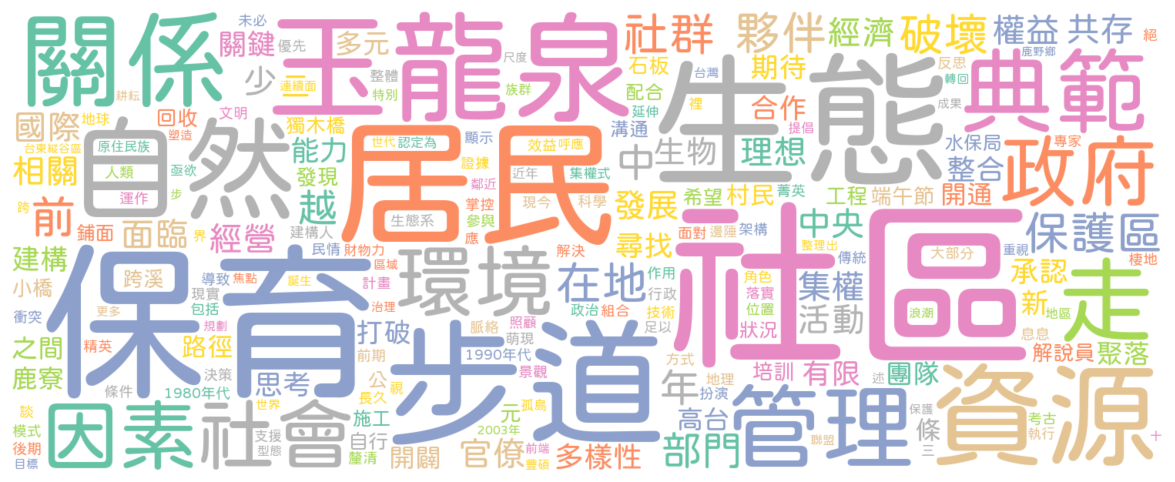 關係
玉龍泉
生態
典範
自然
居民
政府
社區
保育
步道
資源
管理
環境
因素
社會
走
保護區
在地
社群
夥伴
經濟
破壞
權益
共存
絕
鹿野鄉
未必
關鍵
優先
多元
尺度
石板
期待
台灣
反思
轉回
少
連續面
整體
特別
族群
配合
延伸
裡
合作
提倡
成果
耕耘
國際
地球
回收
塑造
文明
獨木橋
世代
認定為
顯示
效益
呼應
溝通
中
生物
理想
水保局
專家
整合
台東縱谷區
原住民族
相關
人類
亟欲
能力
發現
證據
鄰近
近年
集權式
運作
步
越
跨
前
鋪面
面臨
界
經營
生態系
掌控
參與
應
現今
科學
發展
希望
村民
菁英
工程
端午節
開通
建構人
民情
財物力
解決
尋找
面對
邊陲
架構
中央
整理出
傳統
大部分
重視
棲地
建構
跨溪
導致
焦點
誕生
區域
計畫
作用
行政
角色
落實
位置
集權
承認
小橋
現實
包括
更多
規劃
治理
政治
組合
技術
足以
狀況
活動
浪潮
新
地區
衝突
打破
脈絡
照顧
萌現
1990年代
息息
之間
精英
路徑
前期
景觀
方式
解說員
聚落
鹿寮
條件
1980年代
決策
思考
公
長久
視
地理
年
扮演
培訓
有限
述
團隊
談
模式
後期
目標
世界
支援
型態
施工
自行
釐清
開闢
元
2003年
孤島
官僚
前端
豐碩
多樣性
高台
部門
聯盟
保護
條
三
考古
執行
十